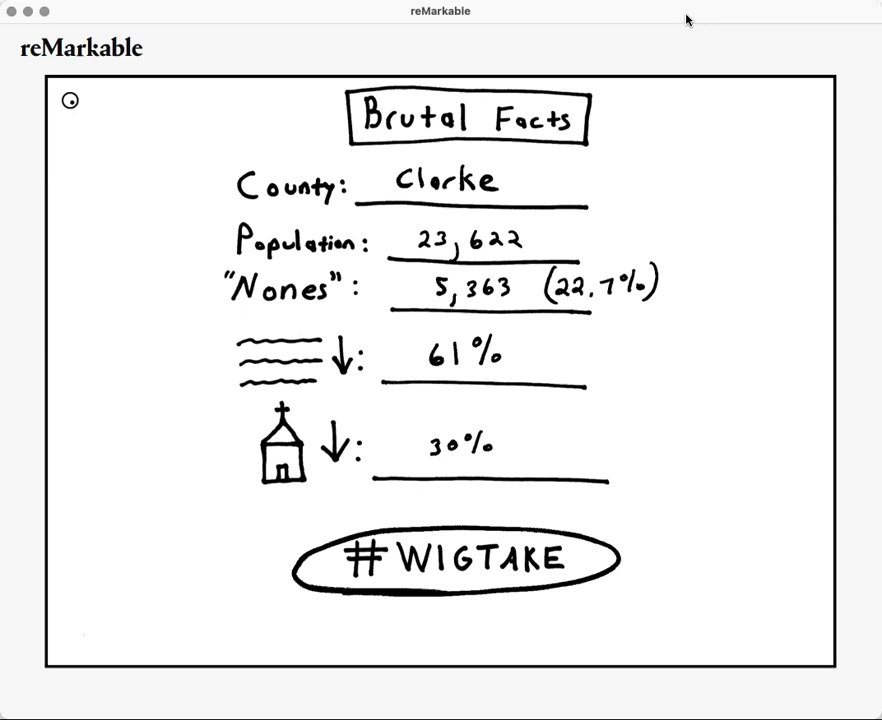 reMarkable
reMarkable
Brutal Facts
County: Clarke
Population: 23,622
"Nones": 5,363 (22.7%)
↓: 61%
↓: 30%
#WIGTAKE